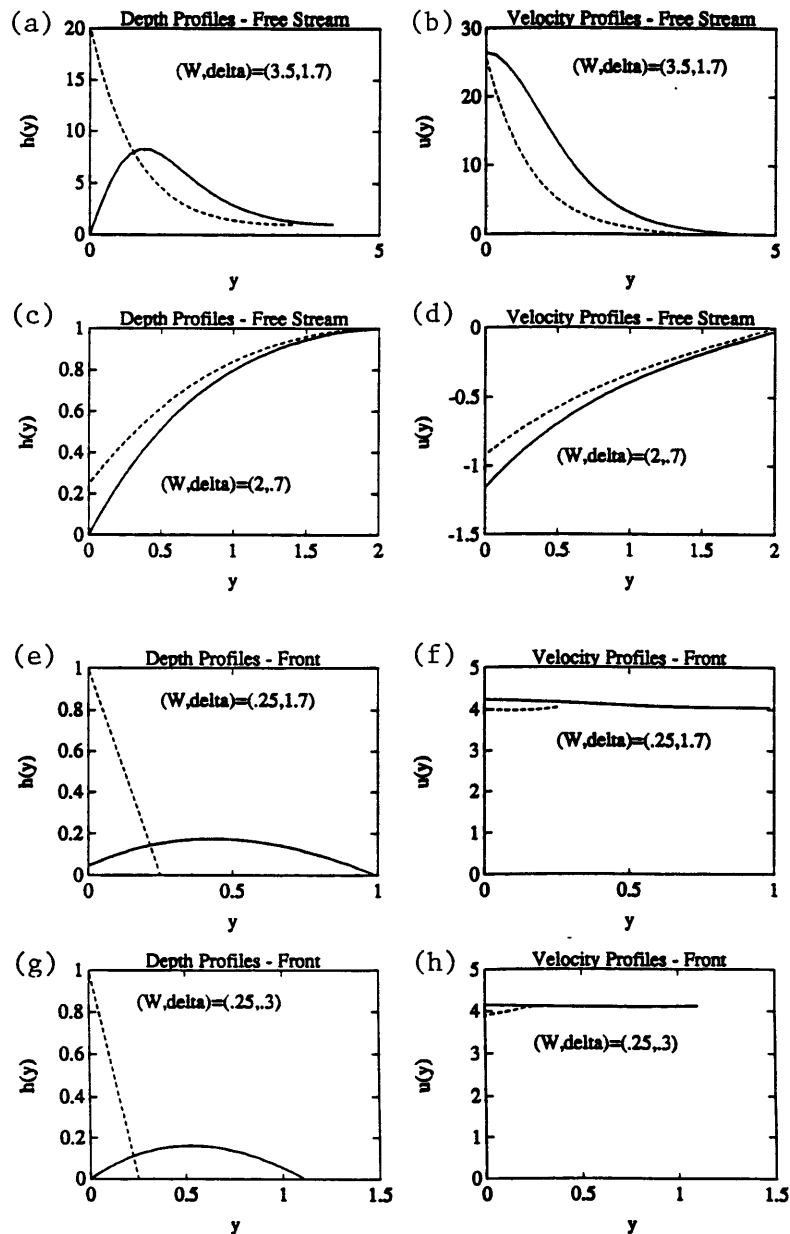 (a) Depth Profiles - Free Stream
20
15
10
5
0
0 5
h(y)
y
(W,delta)=(3.5,1.7)
(b) Velocity Profiles - Free Stream
30
20
10
0
0 5
u(y)
y
(W,delta)=(3.5,1.7)
(c) Depth Profiles - Free Stream
1
0.8
0.6
0.4
0.2
0
0 0.5 1 1.5 2
h(y)
y
(W,delta)=(2,.7)
(d) Velocity Profiles - Free Stream
0
-0.5
-1
-1.5
0 0.5 1 1.5 2
u(y)
y
(W,delta)=(2,.7)
(e) Depth Profiles - Front
1
0.8
0.6
0.4
0.2
0
0 0.5 1
h(y)
y
(W,delta)=(.25,1.7)
(f) Velocity Profiles - Front
5
4
3
2
1
0
0 0.5 1
u(y)
y
(W,delta)=(.25,1.7)
(g) Depth Profiles - Front
1
0.8
0.6
0.4
0.2
0
0 0.5 1 1.5
h(y)
y
(W,delta)=(.25,.3)
(h) Velocity Profiles - Front
5
4
3
2
1
0
0 0.5 1 1.5
u(y)
y
(W,delta)=(.25,.3)